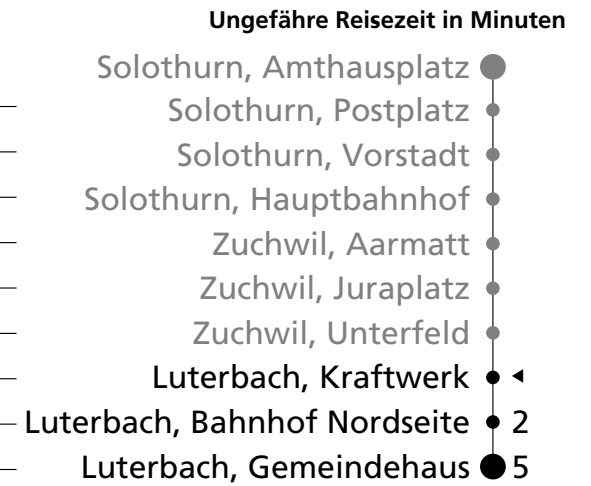 Ungefähre Reisezeit in Minuten
Solothurn, Amthausplatz
Solothurn, Postplatz
Solothurn, Vorstadt
Solothurn, Hauptbahnhof
Zuchwil, Aarmatt
Zuchwil, Juraplatz
Zuchwil, Unterfeld
Luterbach, Kraftwerk
Luterbach, Bahnhof Nordseite 2
Luterbach, Gemeindehaus 5